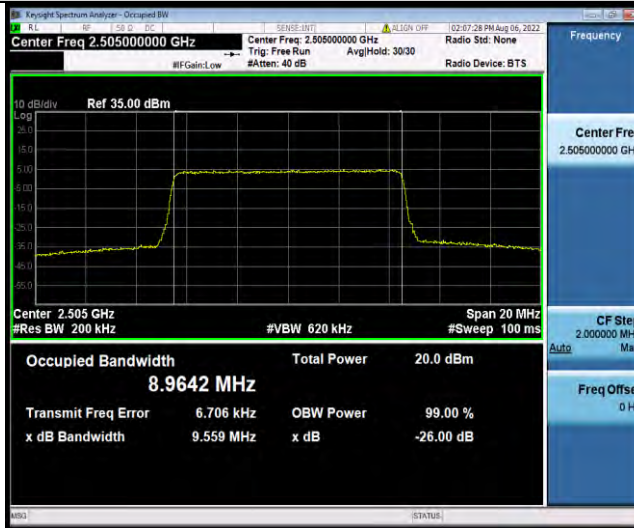 Keysight Spectrum Analyzer - Occupied BW
RL RF 50 Ω DC SENSE:INT ALIGN OFF 02:07:28 PM Aug 06, 2022
Center Freq 2.505000000 GHz
Center Freq: 2.505000000 GHz
Radio Std: None
Trig: Free Run Avg|Hold: 30/30
#IFGain:Low #Atten: 40 dB Radio Device: BTS
10 dB/div Ref 35.00 dBm
Log
25.0
15.0
5.00
-5.00
-15.0
-25.0
-35.0
-45.0
-55.0
Center 2.505 GHz Span 20 MHz
#Res BW 200 kHz #VBW 620 kHz #Sweep 100 ms
Occupied Bandwidth Total Power 20.0 dBm
8.9642 MHz
Transmit Freq Error 6.706 kHz OBW Power 99.00 %
x dB Bandwidth 9.559 MHz x dB -26.00 dB
MSG STATUS
Frequency
Center Fre
2.505000000 GH
CF Ste
2.000000 MH
Auto Ma
Freq Offse
0 H